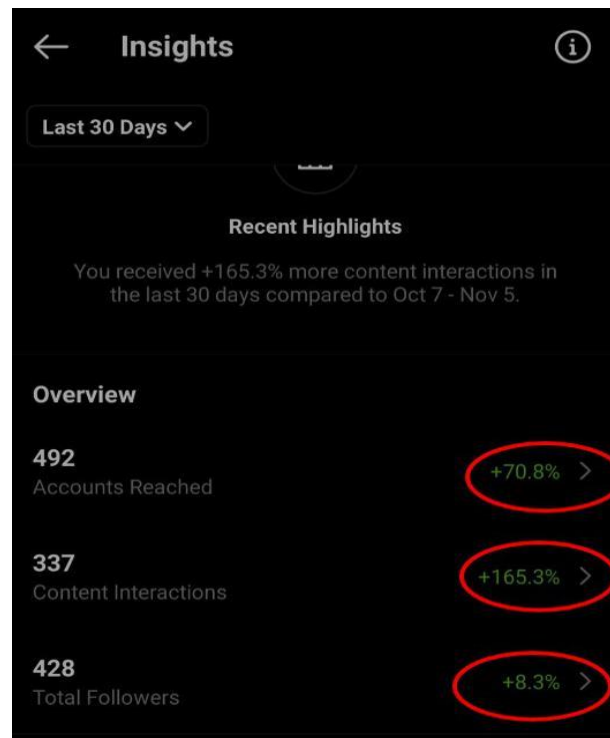 Insights
Last 30 Days
Recent Highlights
You received +165.3% more content interactions in
the last 30 days compared to Oct 7 - Nov 5.
Overview
492
+70.8%
Accounts Reached
337
+165.3%
Content Interactions
428
+8.3%
Total Followers